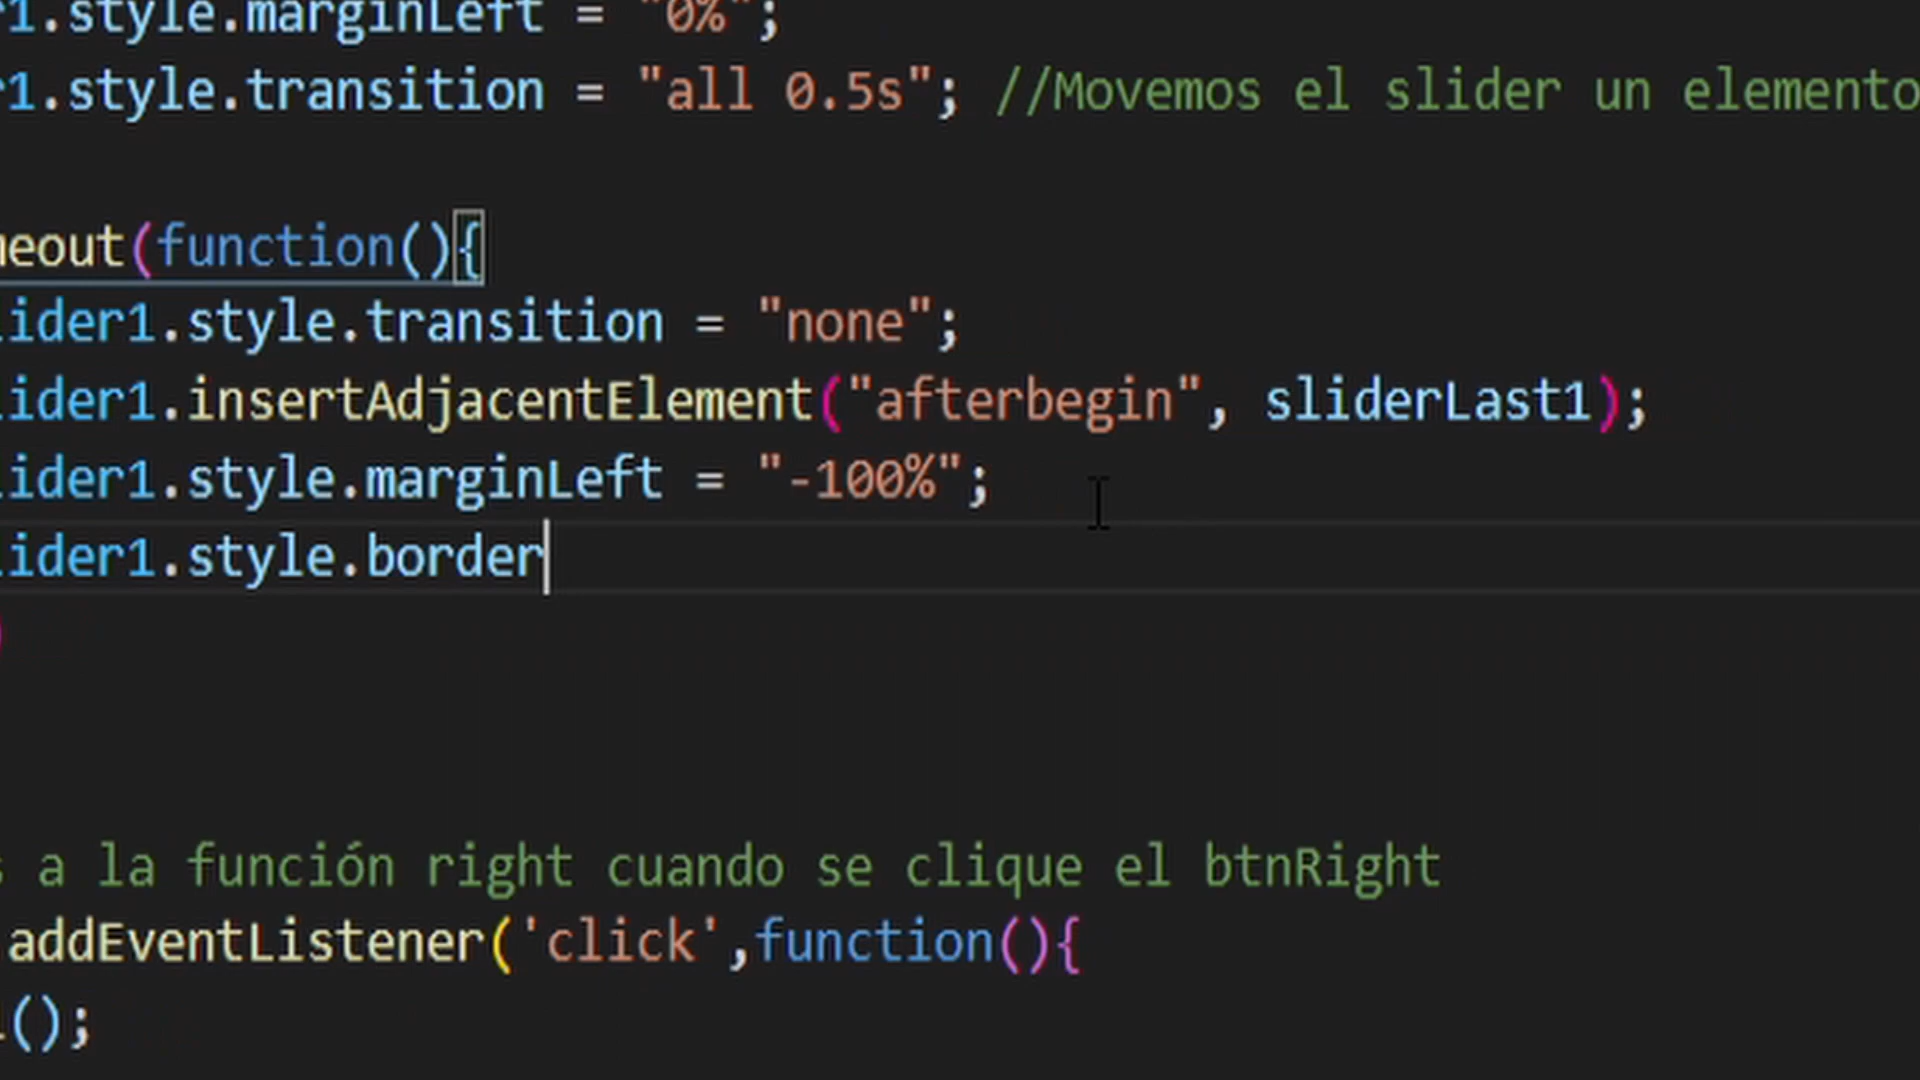 1.style.marginLeft = "0%";
1.style.transition = "all 0.5s"; //Movemos el slider un elemento
eout(function(){
ider1.style.transition = "none";
ider1.insertAdjacentElement("afterbegin", sliderLast1);
ider1.style.marginLeft = "-100%";
ider1.style.border
)
a la función right cuando se clique el btnRight
addEventListener('click',function(){
();